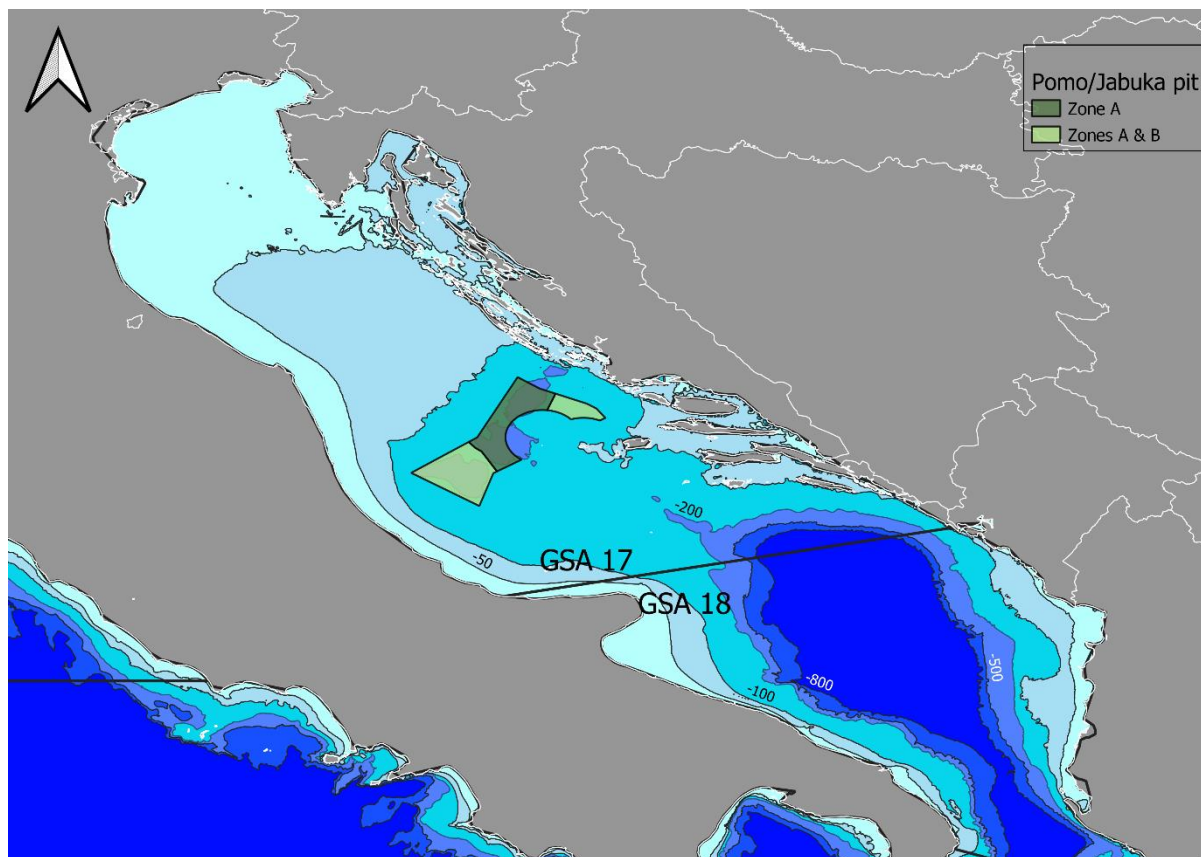 Pomo/Jabuka pit
Zone A
Zones A & B
-200
GSA 17
-50
GSA 18
-500
-800
-100